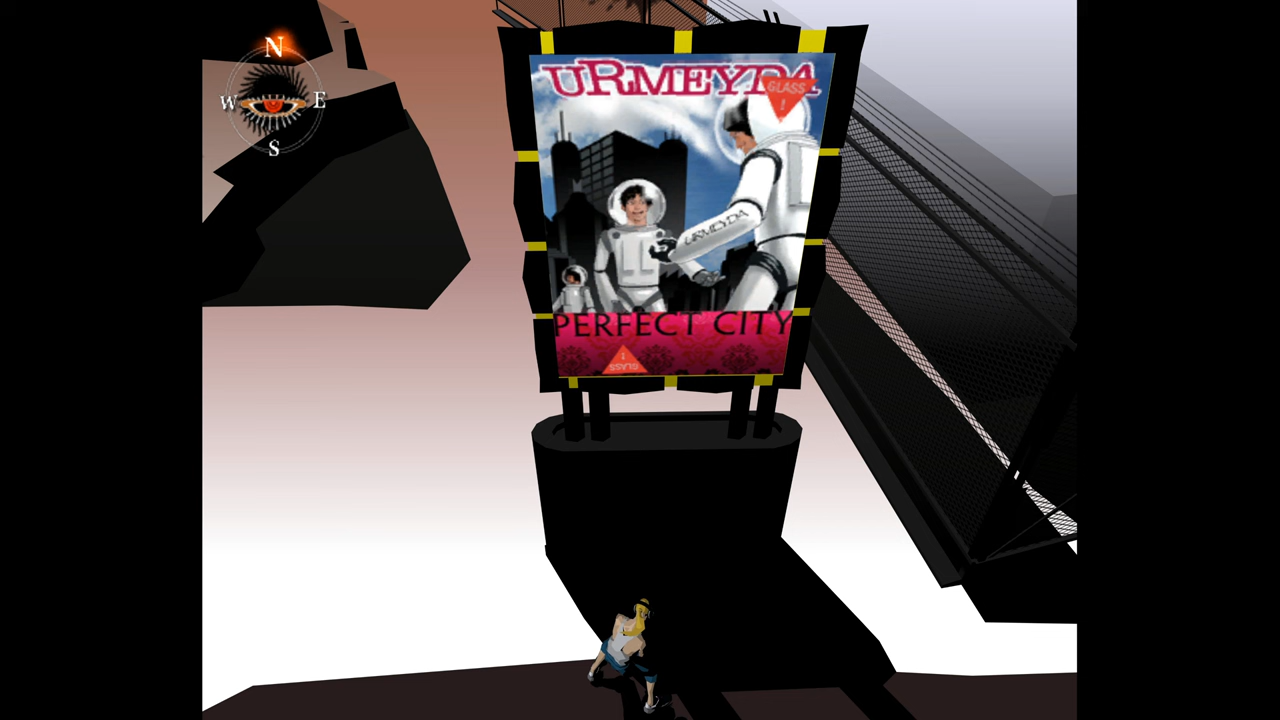 N
W E
S
URMEYDA
GLASS
!
URMEYDA
PERFECT CITY
!
GLASS